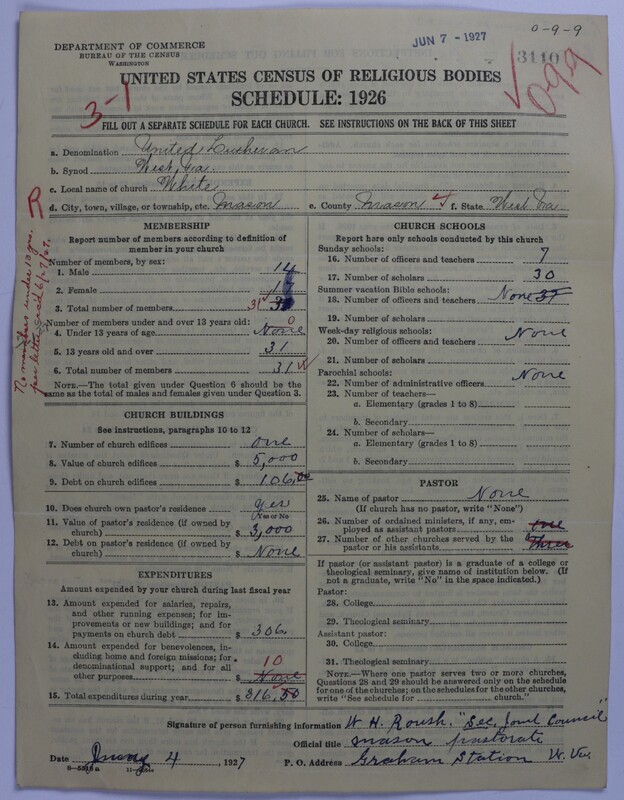 0-9-9
JUN 7 - 1927
3110
099
3-1
DEPARTMENT OF COMMERCE
BUREAU OF THE CENSUS
WASHINGTON
UNITED STATES CENSUS OF RELIGIOUS BODIES
SCHEDULE: 1926
FILL OUT A SEPARATE SCHEDULE FOR EACH CHURCH. SEE INSTRUCTIONS ON THE BACK OF THIS SHEET
a. Denomination United Lutheran
b. Synod West Va.
c. Local name of church White
d. City, town, village, or township, etc. Mason e. County Mason f. State West Va.
MEMBERSHIP
Report number of members according to definition of member in your church
Number of members, by sex:
1. Male 14
2. Female
3. Total number of members 31
Number of members under and over 13 years old: 0
4. Under 13 years of age None
5. 13 years old and over 31
6. Total number of members 31
NOTE.—The total given under Question 6 should be the
same as the total of males and females given under Question 3.
No members under 13 yrs.
per letter
CHURCH BUILDINGS
See instructions, paragraphs 10 to 12
7. Number of church edifices one
8. Value of church edifices $ 5,000
9. Debt on church edifices $ 106.00
10. Does church own pastor's residence Yes
Yes or No
11. Value of pastor's residence (if owned by
church) $ 3,000
12. Debt on pastor's residence (if owned by
church) $ None
EXPENDITURES
Amount expended by your church during last fiscal year
13. Amount expended for salaries, repairs,
and other running expenses; for im-
provements or new buildings; and for
payments on church debt $ 306.
14. Amount expended for benevolences,
including home and foreign missions; for
denominational support; and for all 10
other purposes $ None
15. Total expenditures during year $ 316.50
CHURCH SCHOOLS
Report here only schools conducted by this church
Sunday schools:
16. Number of officers and teachers 7
17. Number of scholars 30
Summer vacation Bible schools:
18. Number of officers and teachers None 37
19. Number of scholars
Week-day religious schools: None
20. Number of officers and teachers
21. Number of scholars
Parochial schools: None
22. Number of administrative officers
23. Number of teachers—
a. Elementary (grades 1 to 8)
b. Secondary
24. Number of scholars—
a. Elementary (grades 1 to 8)
b. Secondary
PASTOR
25. Name of pastor None
(If church has no pastor, write "None")
26. Number of ordained ministers, if any, em-
ployed as assistant pastors
27. Number of other churches served by the
pastor or his assistants Three
If pastor (or assistant pastor) is a graduate of a college or
theological seminary, give name of institution below. (If
not a graduate, write "No" in the space indicated.)
Pastor:
28. College
29. Theological seminary
Assistant pastor:
30. College
31. Theological seminary
NOTE.—Where one pastor serves two or more churches,
Questions 28 and 29 should be answered only on the schedule
for one of the churches; on the schedules for the other churches,
write "See schedule for church."
Signature of person furnishing information W. H. Roush, "Sec. Joint Council"
Official title Mason pastorate
Date 4, 1927 P. O. Address Graham Station W. Va.